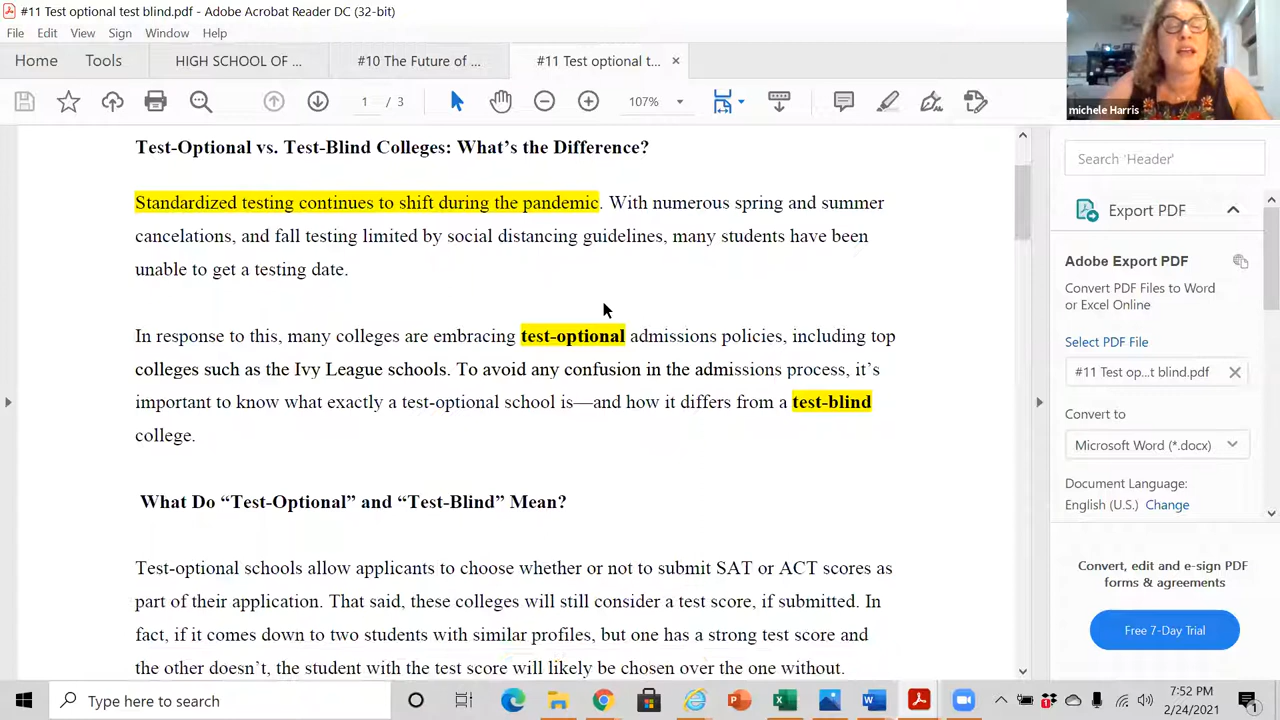 #11 Test optional test blind.pdf - Adobe Acrobat Reader DC (32-bit)
File Edit View Sign Window Help
Home Tools HIGH SCHOOL OF ... #10 The Future of ... #11 Test optional t... ×
1 / 3 107%
michele Harris
Test-Optional vs. Test-Blind Colleges: What’s the Difference?
Standardized testing continues to shift during the pandemic. With numerous spring and summer
cancelations, and fall testing limited by social distancing guidelines, many students have been
unable to get a testing date.
In response to this, many colleges are embracing test-optional admissions policies, including top
colleges such as the Ivy League schools. To avoid any confusion in the admissions process, it’s
important to know what exactly a test-optional school is—and how it differs from a test-blind
college.
What Do “Test-Optional” and “Test-Blind” Mean?
Test-optional schools allow applicants to choose whether or not to submit SAT or ACT scores as
part of their application. That said, these colleges will still consider a test score, if submitted. In
fact, if it comes down to two students with similar profiles, but one has a strong test score and
the other doesn’t, the student with the test score will likely be chosen over the one without.
Search 'Header'
Export PDF
Adobe Export PDF
Convert PDF Files to Word
or Excel Online
Select PDF File
#11 Test op...t blind.pdf
Convert to
Microsoft Word (*.docx)
Document Language:
English (U.S.) Change
Convert, edit and e-sign PDF
forms & agreements
Free 7-Day Trial
Type here to search
7:52 PM
2/24/2021